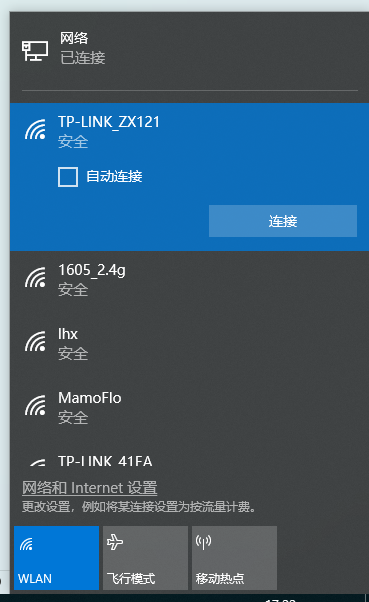 网络
已连接
TP-LINK_ZX121
安全
自动连接
连接
1605_2.4g
安全
lhx
安全
MamoFlo
安全
TP-LINK_41FA
网络和 Internet 设置
更改设置，例如将某连接设置为按流量计费。
WLAN
飞行模式
移动热点